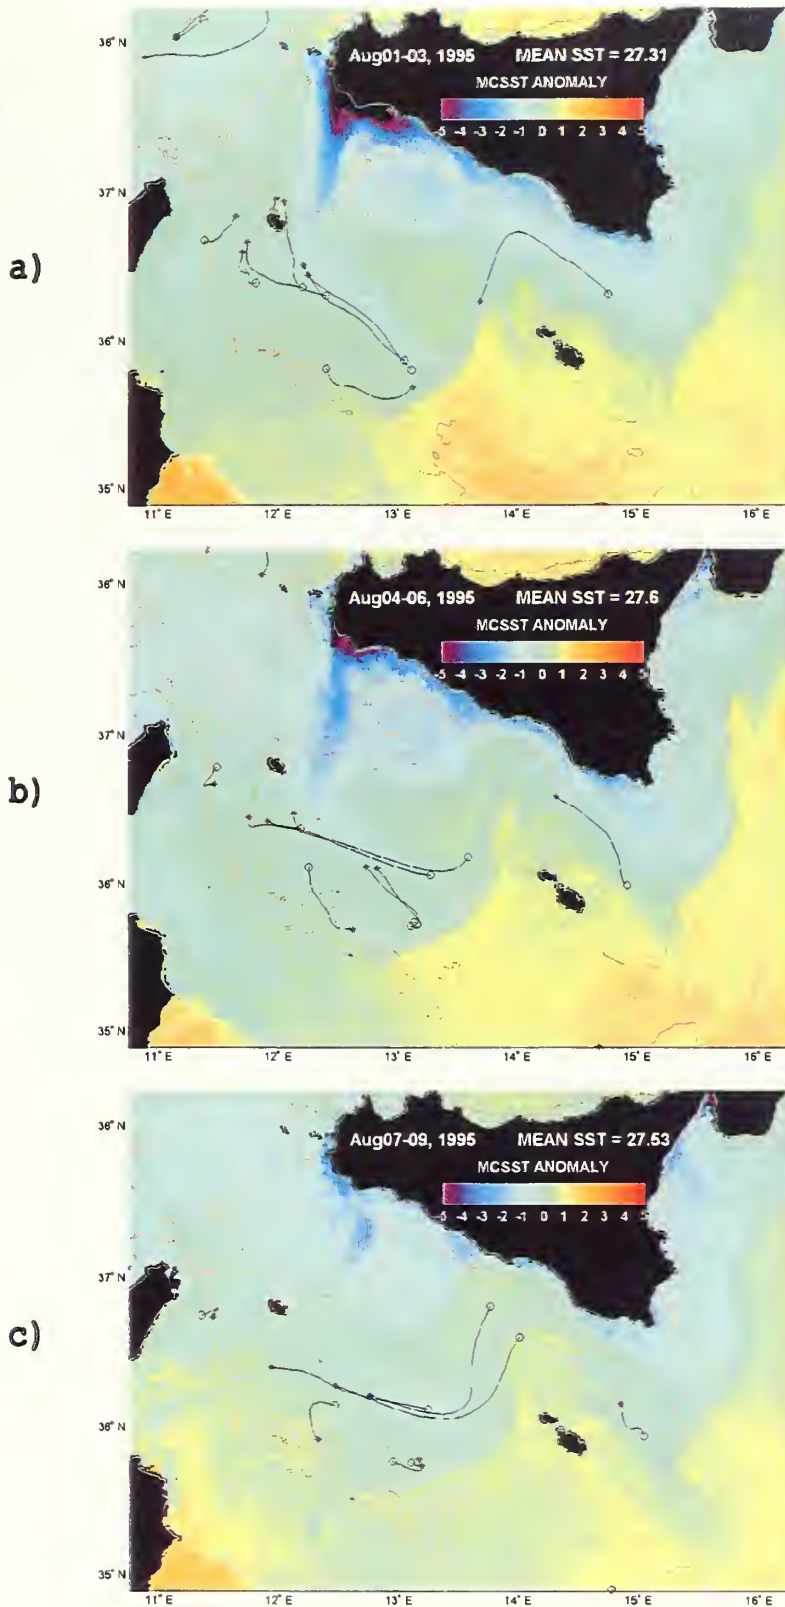 a)
Aug01-03, 1995 MEAN SST = 27.31
MCSST ANOMALY
-5 -4 -3 -2 -1 0 1 2 3 4 5
36° N
37° N
36° N
35° N
11° E 12° E 13° E 14° E 15° E 16° E
b)
Aug04-06, 1995 MEAN SST = 27.6
MCSST ANOMALY
-5 -4 -3 -2 -1 0 1 2 3 4 5
36° N
37° N
36° N
35° N
11° E 12° E 13° E 14° E 15° E 16° E
c)
Aug07-09, 1995 MEAN SST = 27.53
MCSST ANOMALY
-5 -4 -3 -2 -1 0 1 2 3 4 5
36° N
37° N
36° N
35° N
11° E 12° E 13° E 14° E 15° E 16° E